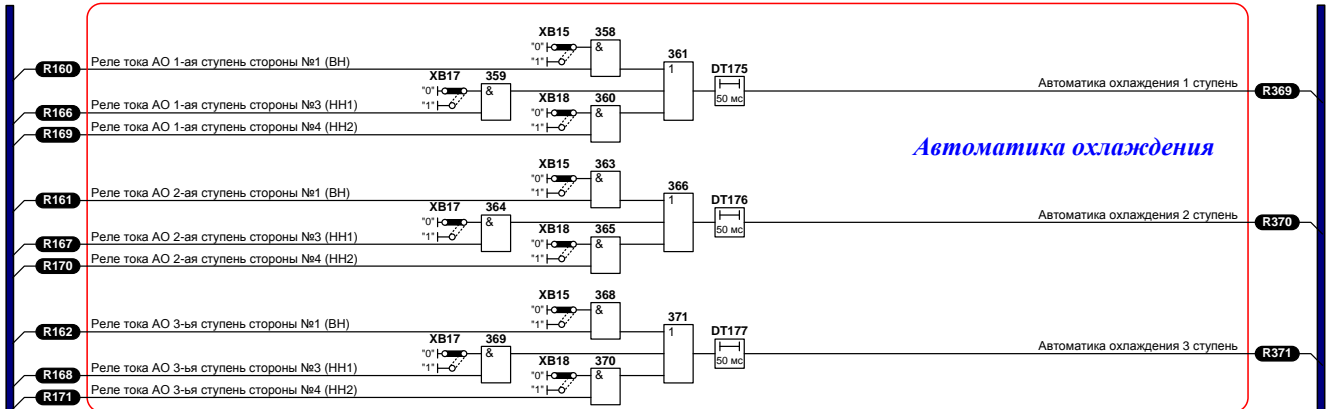 XB15 358
"0" &
"1"
361
1
R160 Реле тока АО 1-ая ступень стороны №1 (ВН)
XB17 359
"0" &
"1"
DT175
50 мс
Автоматика охлаждения 1 ступень R369
XB18 360
"0" &
"1"
R166 Реле тока АО 1-ая ступень стороны №3 (НН1)
R169 Реле тока АО 1-ая ступень стороны №4 (НН2)
Автоматика охлаждения
XB15 363
"0" &
"1"
366
1
R161 Реле тока АО 2-ая ступень стороны №1 (ВН)
XB17 364
"0" &
"1"
DT176
50 мс
Автоматика охлаждения 2 ступень R370
XB18 365
"0" &
"1"
R167 Реле тока АО 2-ая ступень стороны №3 (НН1)
R170 Реле тока АО 2-ая ступень стороны №4 (НН2)
XB15 368
"0" &
"1"
371
1
R162 Реле тока АО 3-ья ступень стороны №1 (ВН)
XB17 369
"0" &
"1"
DT177
50 мс
Автоматика охлаждения 3 ступень R371
XB18 370
"0" &
"1"
R168 Реле тока АО 3-ья ступень стороны №3 (НН1)
R171 Реле тока АО 3-ья ступень стороны №4 (НН2)